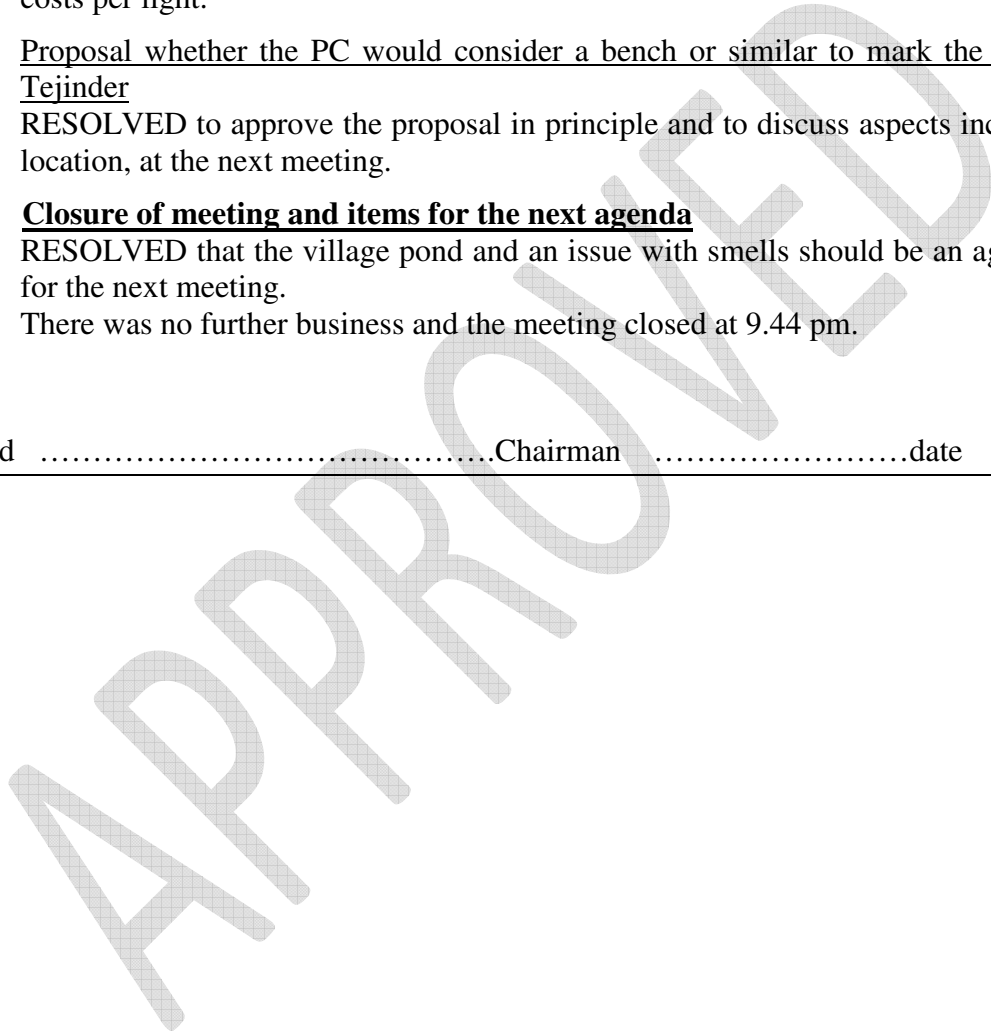 costs per light.
Proposal whether the PC would consider a bench or similar to mark the
Tejinder
RESOLVED to approve the proposal in principle and to discuss aspects
location, at the next meeting.
Closure of meeting and items for the next agenda
RESOLVED that the village pond and an issue with smells should be an
for the next meeting.
There was no further business and the meeting closed at 9.44 pm.
…………………………………….Chairman ……………………date
APPROVED